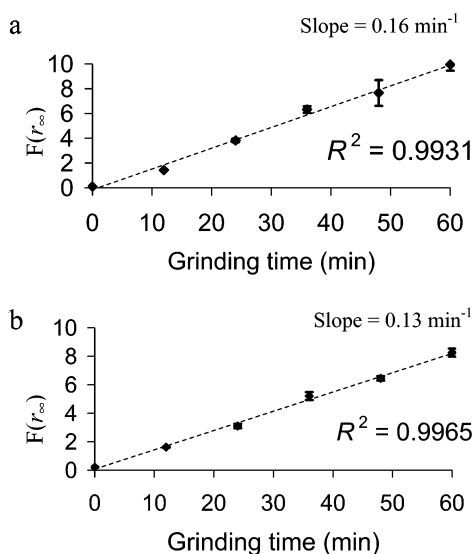 a
Slope = 0.16 min⁻¹
10
8
6
4
2
0
F(r∞)
R² = 0.9931
0 10 20 30 40 50 60
Grinding time (min)
b
Slope = 0.13 min⁻¹
10
8
6
4
2
0
F(r∞)
R² = 0.9965
0 10 20 30 40 50 60
Grinding time (min)